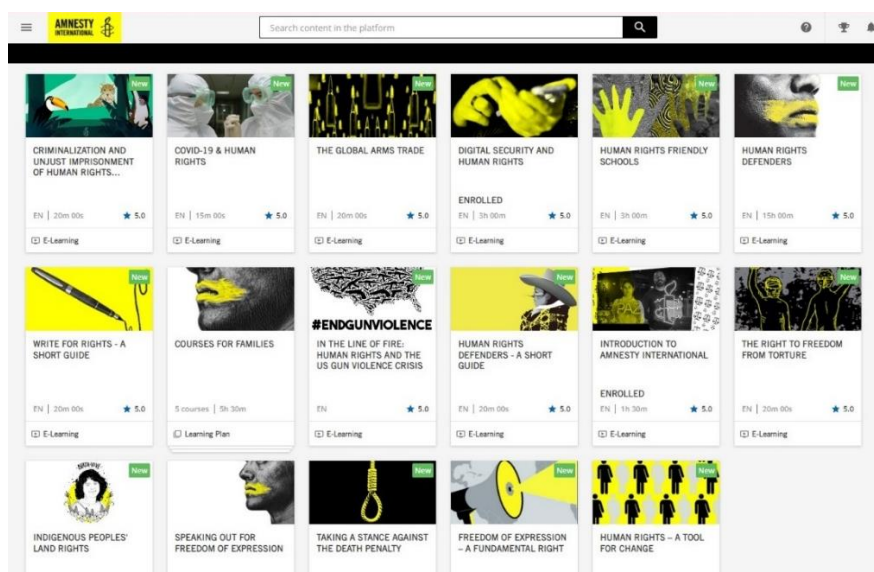 AMNESTY
INTERNATIONAL
Search content in the platform
New
New
New
New
New
New
CRIMINALIZATION AND
UNJUST IMPRISONMENT
OF HUMAN RIGHTS...
EN | 20m 00s
5.0
E-Learning
COVID-19 & HUMAN
RIGHTS
EN | 15m 00s
5.0
E-Learning
THE GLOBAL ARMS TRADE
EN | 20m 00s
5.0
E-Learning
DIGITAL SECURITY AND
HUMAN RIGHTS
ENROLLED
EN | 5h 00m
5.0
E-Learning
HUMAN RIGHTS FRIENDLY
SCHOOLS
EN | 5h 00m
5.0
E-Learning
HUMAN RIGHTS
DEFENDERS
EN | 15h 00m
5.0
E-Learning
New
WRITE FOR RIGHTS - A
SHORT GUIDE
EN | 20m 00s
5.0
E-Learning
COURSES FOR FAMILIES
5 courses | 5h 30m
Learning Plan
New
#ENDGUNVIOLENCE
IN THE LINE OF FIRE:
HUMAN RIGHTS AND THE
US GUN VIOLENCE CRISIS
EN
5.0
E-Learning
New
HUMAN RIGHTS
DEFENDERS - A SHORT
GUIDE
EN | 20m 00s
5.0
E-Learning
INTRODUCTION TO
AMNESTY INTERNATIONAL
ENROLLED
EN | 1h 30m
5.0
E-Learning
New
THE RIGHT TO FREEDOM
FROM TORTURE
EN | 20m 00s
5.0
E-Learning
New
INDIGENOUS PEOPLES'
LAND RIGHTS
SPEAKING OUT FOR
FREEDOM OF EXPRESSION
New
TAKING A STANCE AGAINST
THE DEATH PENALTY
New
FREEDOM OF EXPRESSION
– A FUNDAMENTAL RIGHT
New
HUMAN RIGHTS – A TOOL
FOR CHANGE